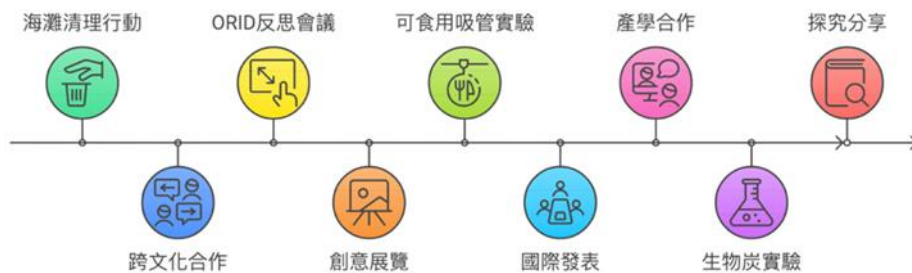 海灘清理行動
ORID反思會議
可食用吸管實驗
產學合作
探究分享
跨文化合作
創意展覽
國際發表
生物炭實驗